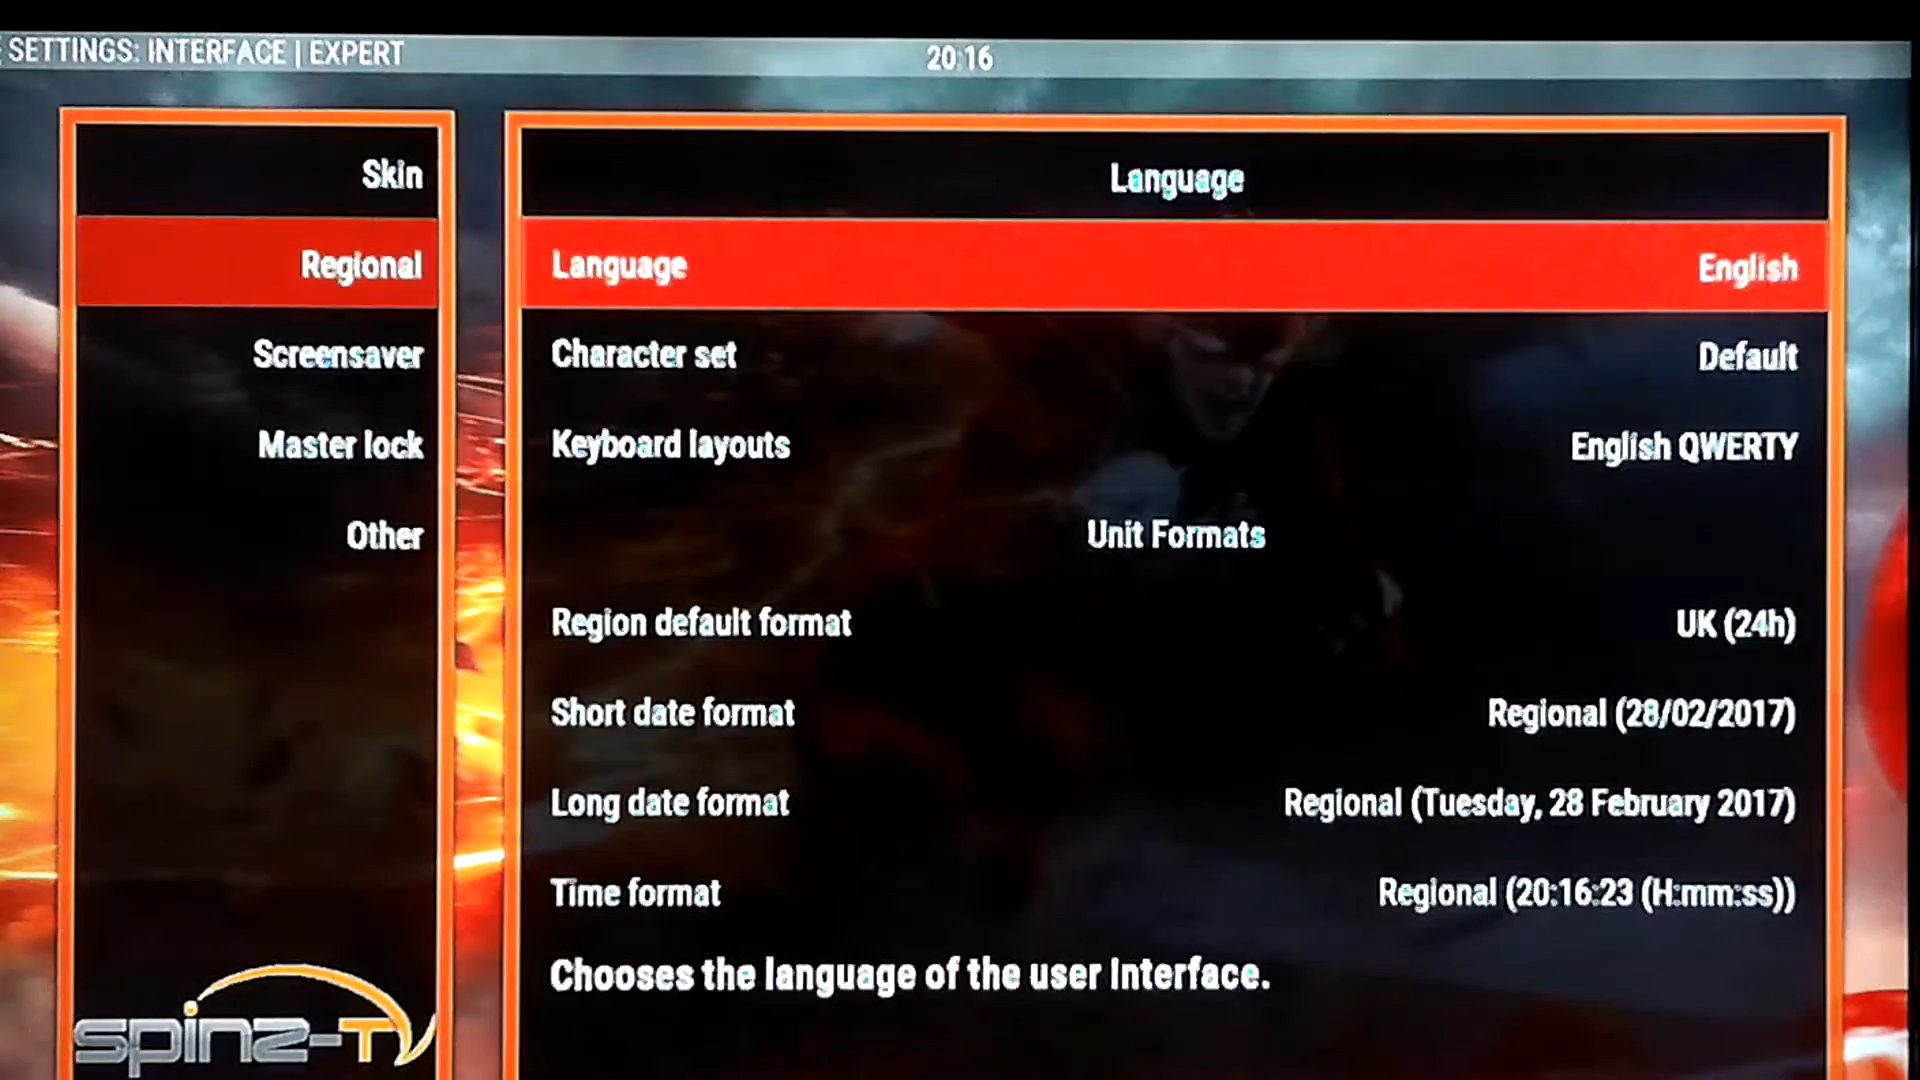 SETTINGS: INTERFACE | EXPERT
20:16
Skin
Regional
Screensaver
Master lock
Other
Language
Language English
Character set Default
Keyboard layouts English QWERTY
Unit Formats
Region default format UK (24h)
Short date format Regional (28/02/2017)
Long date format Regional (Tuesday, 28 February 2017)
Time format Regional (20:16:23 (H:mm:ss))
Chooses the language of the user interface.
spinz-TV